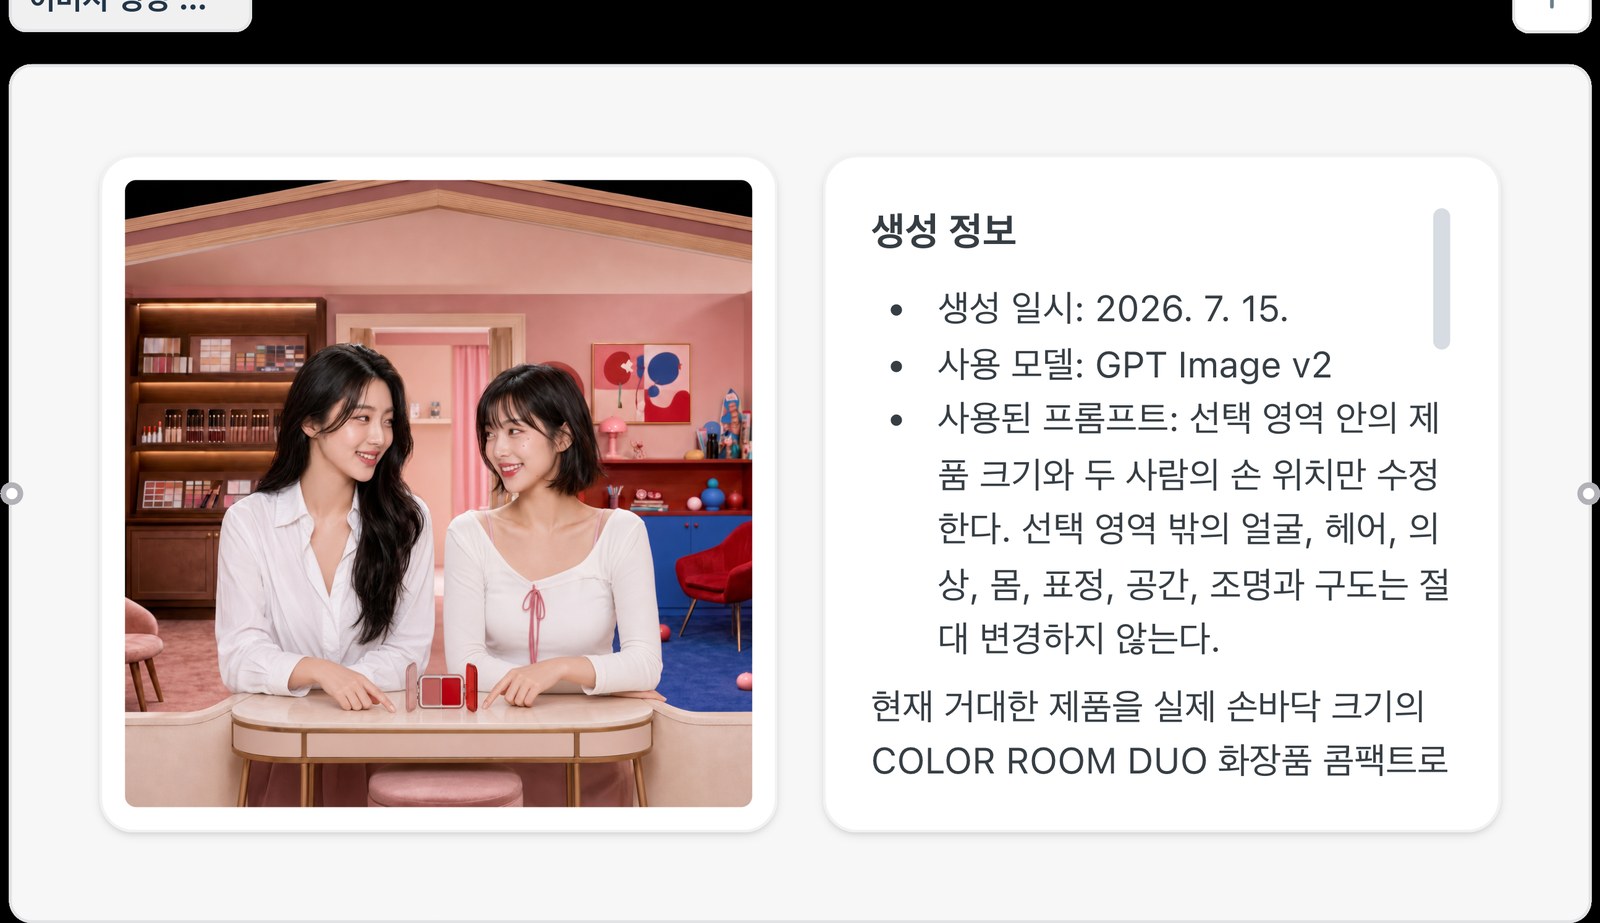 이미지 생성 ...
생성 정보
• 생성 일시: 2026. 7. 15.
• 사용 모델: GPT Image v2
• 사용된 프롬프트: 선택 영역 안의 제
품 크기와 두 사람의 손 위치만 수정
한다. 선택 영역 밖의 얼굴, 헤어, 의
상, 몸, 표정, 공간, 조명과 구도는 절
대 변경하지 않는다.
현재 거대한 제품을 실제 손바닥 크기의
COLOR ROOM DUO 화장품 콤팩트로